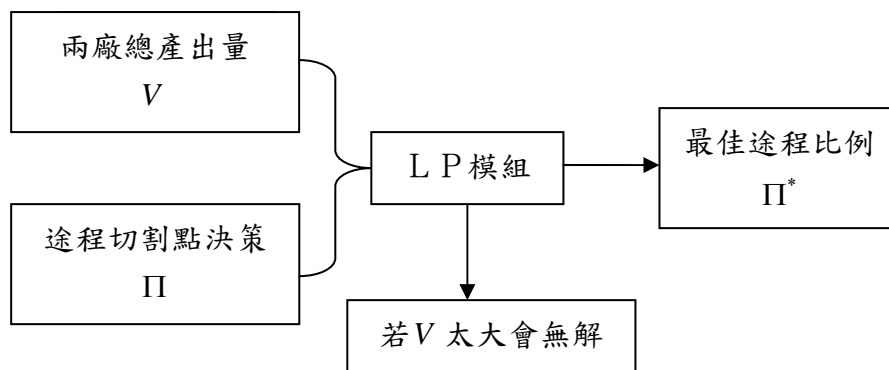 兩廠總產出量
V
途程切割點決策
Π
ＬＰ模組
最佳途程比例
Π*
若V 太大會無解